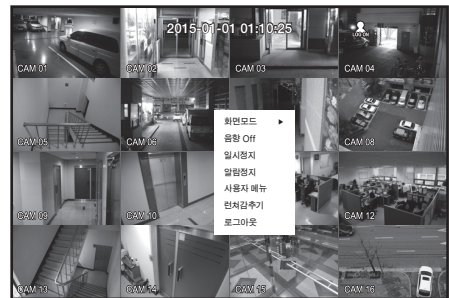 2015-01-01 01:10:25
LOG ON
CAM 01
CAM 02
CAM 03
CAM 04
CAM 05
CAM 06
CAM 08
CAM 09
CAM 10
CAM 12
CAM 13
CAM 14
CAM 15
CAM 16
화면모드 ▶
음향 Off
일시정지
알람정지
사용자 메뉴
런쳐감추기
로그아웃